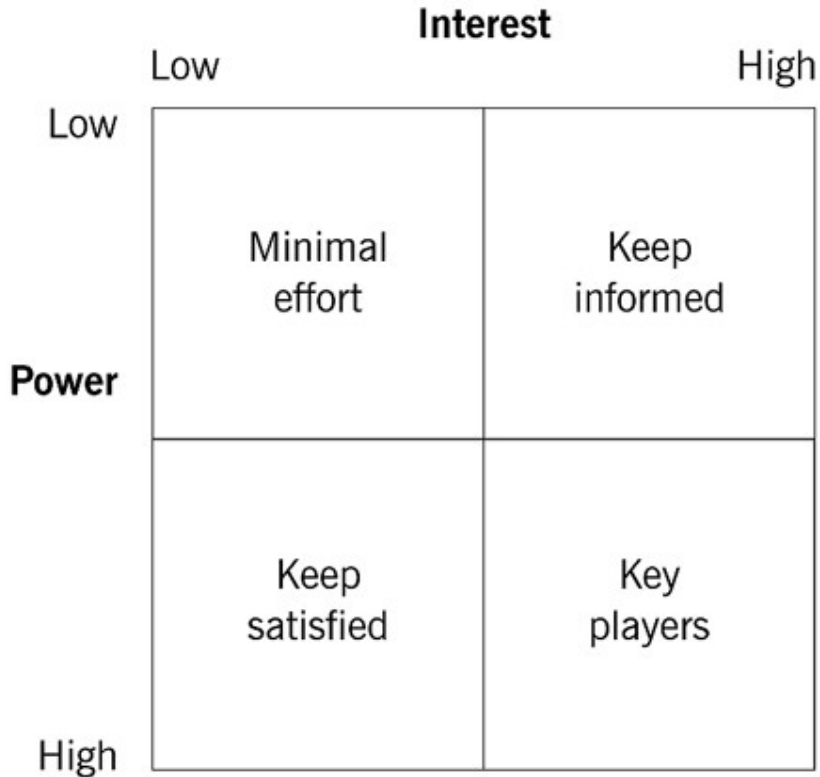 Interest
Low High
Low
Minimal Keep
effort informed
Power
Keep Key
satisfied players
High